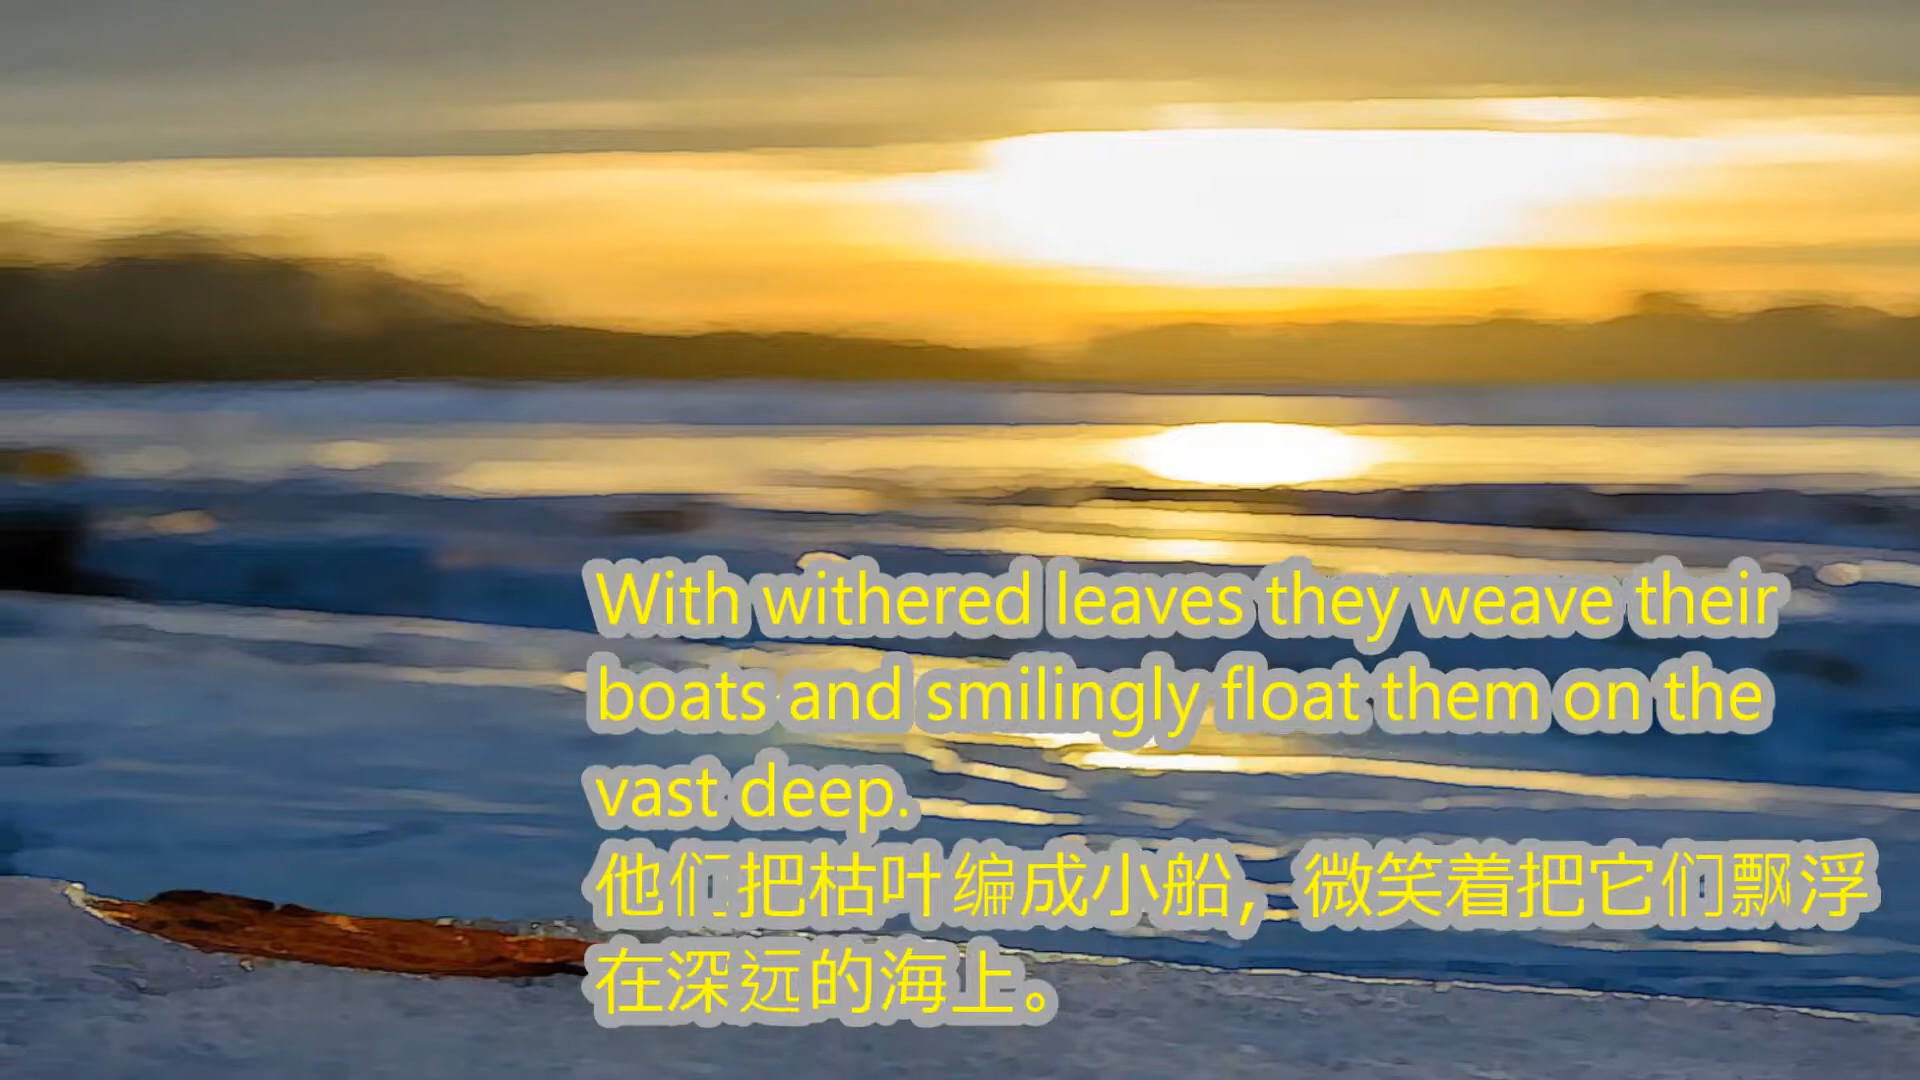 With withered leaves they weave their
boats and smilingly float them on the
vast deep.
他们把枯叶编成小船，微笑着把它们飘浮
在深远的海上。